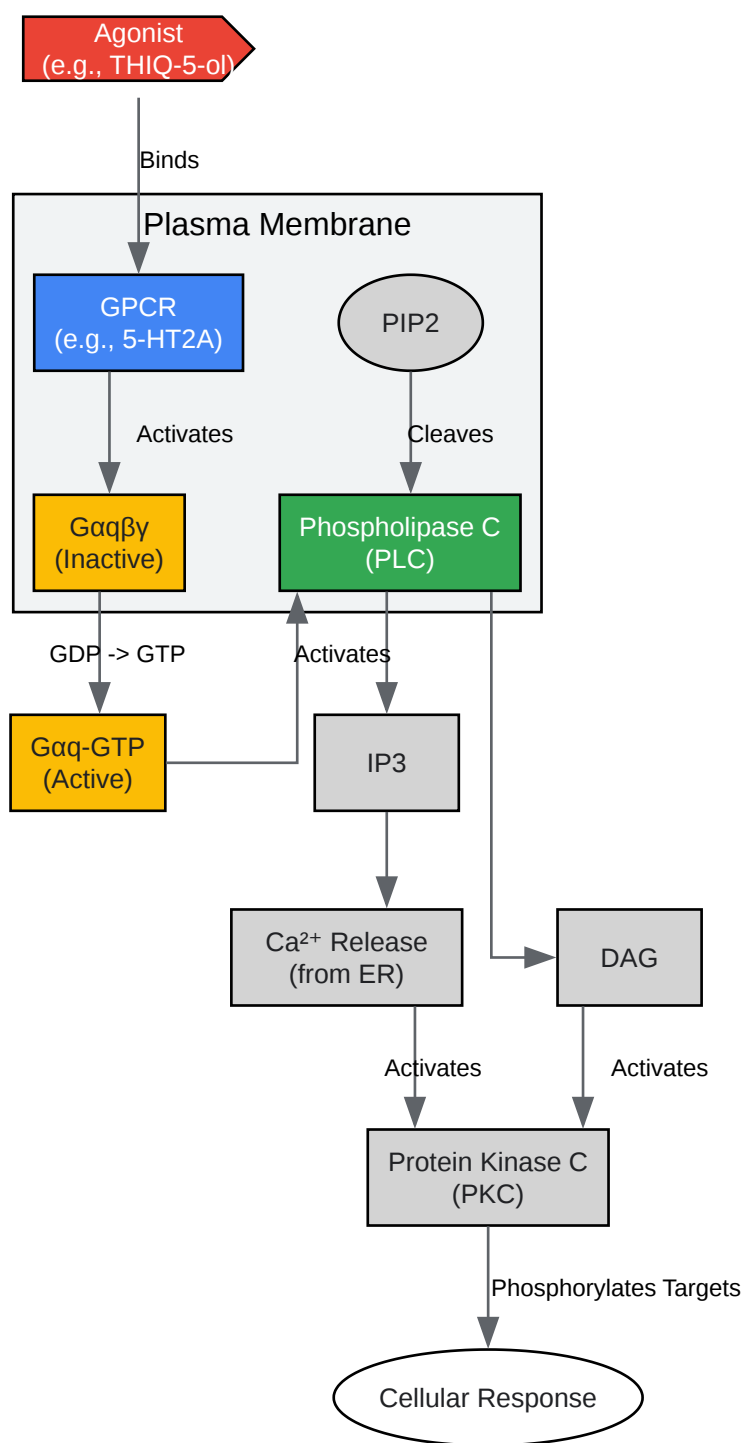 Agonist
(e.g., THIQ-5-ol)
Binds
Plasma Membrane
GPCR
(e.g., 5-HT2A)
PIP2
Activates
Cleaves
Gαqβγ
(Inactive)
Phospholipase C
(PLC)
GDP -> GTP
Activates
Gαq-GTP
(Active)
IP3
Ca²⁺ Release
(from ER)
DAG
Activates
Activates
Protein Kinase C
(PKC)
Phosphorylates Targets
Cellular Response